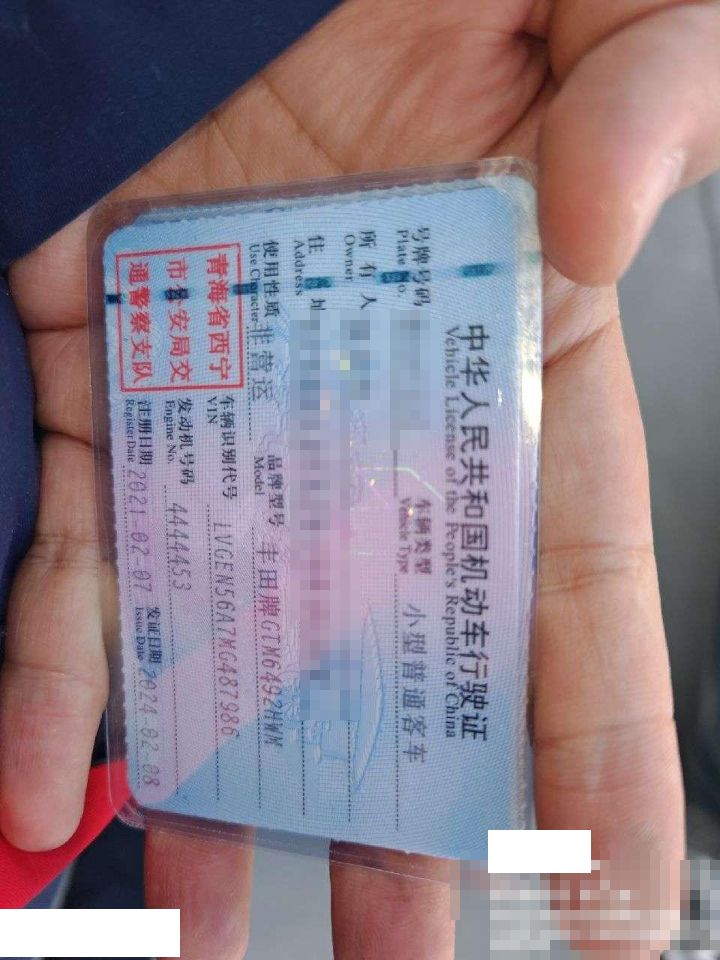 中华人民共和国机动车行驶证
Vehicle License of the People's Republic of China
号牌号码
Plate No.
车辆类型 小型普通客车
Vehicle Type
所有人
Owner
住址
Address
使用性质 非营运
Use Character
品牌型号 丰田牌GTM6492HWM
Model
青海省西宁
市公安局交
通警察支队
车辆识别代号 LVGEN56A7MG487986
VIN
发动机号码 4444453
Engine No.
注册日期 2021-02-07
Register Date
发证日期 2024-02-08
Issue Date